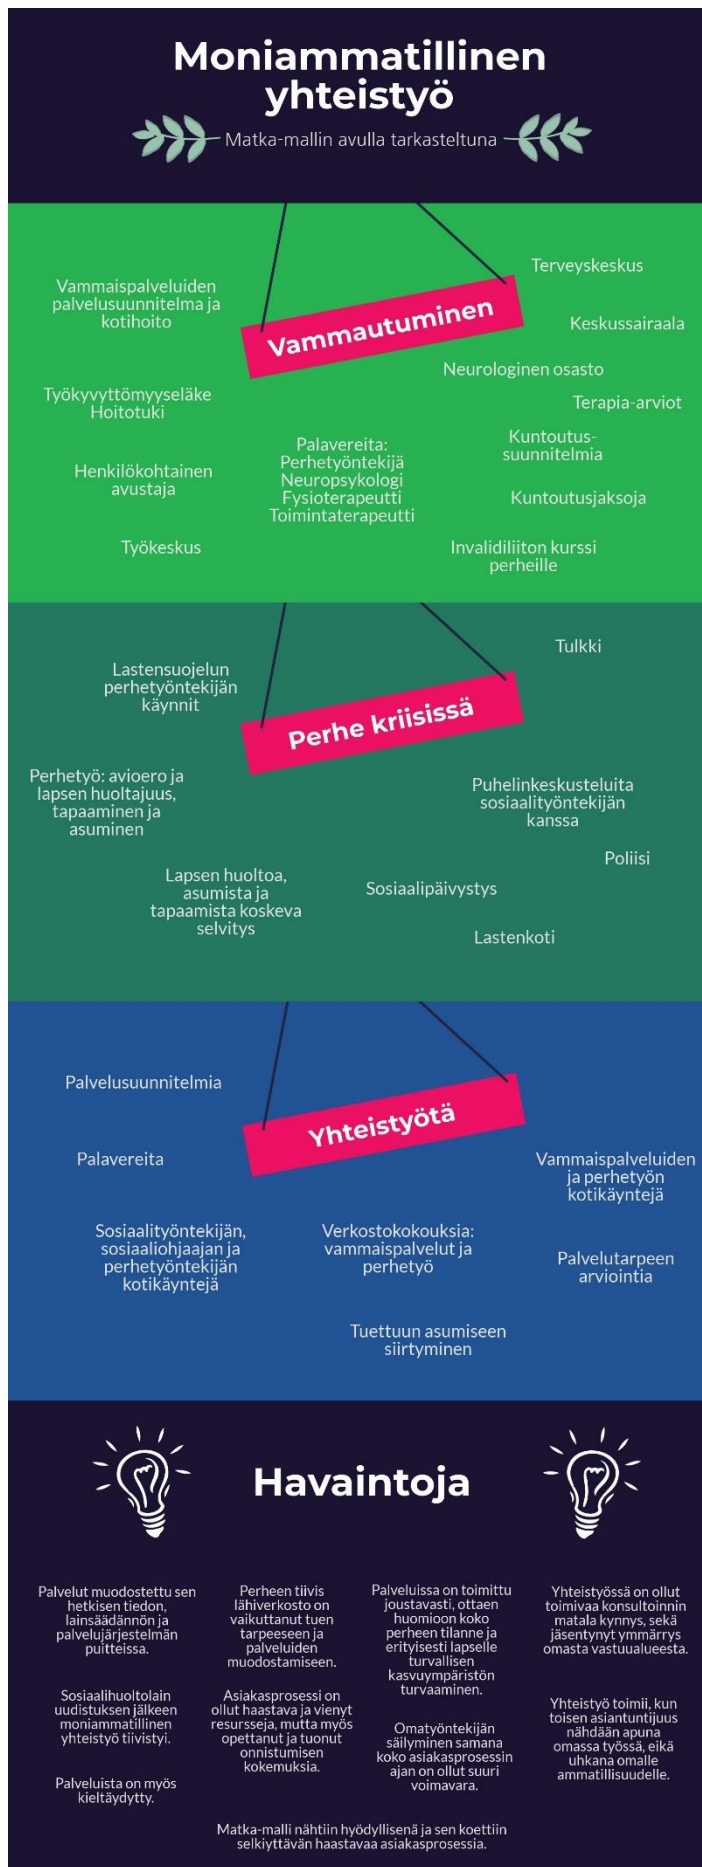 Moniammatillinen
yhteistyö
Matka-mallin avulla tarkasteltuna
Vammautuminen
Vammaispalveluiden
palvelusuunnitelma ja
kotihoito
Työkyvyttömyyseläke
Hoitotuki
Henkilökohtainen
avustaja
Työkeskus
Palavereita:
Perhetyöntekijä
Neuropsykologi
Fysioterapeutti
Toimintaterapeutti
Terveyskeskus
Keskussairaala
Neurologinen osasto
Terapia-arviot
Kuntoutus-
suunnitelmia
Kuntoutusjaksoja
Invalidiliiton kurssi
perheille
Perhe kriisissä
Lastensuojelun
perhetyöntekijän
käynnit
Perhetyö: avioero ja
lapsen huoltajuus,
tapaaminen ja
asuminen
Lapsen huoltoa,
asumista ja
tapaamista koskeva
selvitys
Tulkki
Puhelinkeskusteluita
sosiaalityöntekijän
kanssa
Poliisi
Sosiaalipäivystys
Lastenkoti
Yhteistyötä
Palvelusuunnitelmia
Palavereita
Sosiaalityöntekijän,
sosiaaliohjaajan ja
perhetyöntekijän
kotikäyntejä
Verkostokokouksia:
vammaispalvelut ja
perhetyö
Vammaispalveluiden
ja perhetyön
kotikäyntejä
Palvelutarpeen
arviointia
Tuettuun asumiseen
siirtyminen
Havaintoja
Palvelut muodostettu sen
hetkisen tiedon,
lainsäädännön ja
palvelujärjestelmän
puitteissa.
Sosiaalihuoltolain
uudistuksen jälkeen
moniammatillinen
yhteistyö tiivistyi.
Palveluista on myös
kieltäydytty.
Perheen tiivis
lähiverkosto on
vaikuttanut tuen
tarpeeseen ja
palveluiden
muodostamiseen.
Asiakasprosessi on
ollut haastava ja vienyt
resursseja, mutta myös
opettanut ja tuonut
onnistumisen
kokemuksia.
Palveluissa on toimittu
joustavasti, ottaen
huomioon koko
perheen tilanne ja
erityisesti lapselle
turvallisen
kasvuympäristön
turvaaminen.
Omatyöntekijän
säilyminen samana
koko asiakasprosessin
ajan on ollut suuri
voimavara.
Yhteistyössä on ollut
toimivaa konsultoinnin
matala kynnys, sekä
jäsentynyt ymmärrys
omasta vastuualueesta.
Yhteistyö toimii, kun
toisen asiantuntijuus
nähdään apuna
omassa työssä, eikä
uhkana omalle
ammatillisuudelle.
Matka-malli nähtiin hyödyllisenä ja sen koettiin
selkiyttävän haastavaa asiakasprosessia.